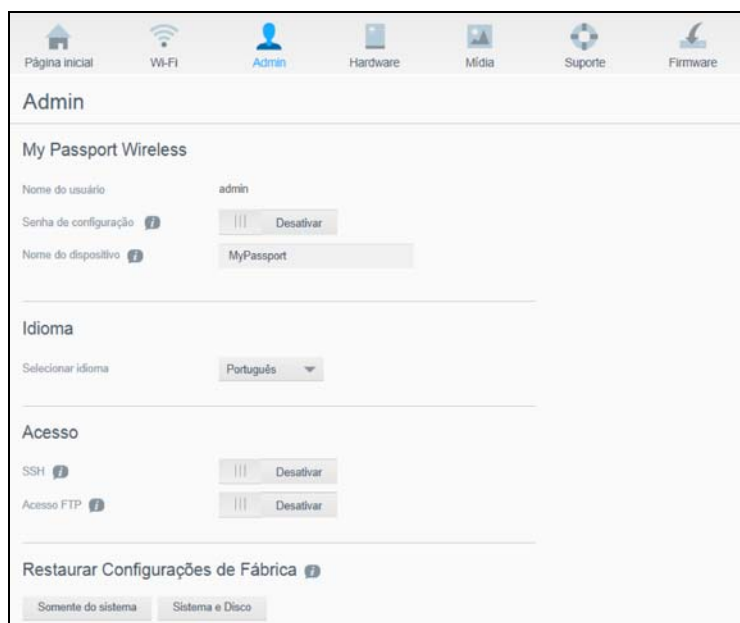 Página inicial Wi-Fi Admin Hardware Mídia Suporte Firmware
Admin
My Passport Wireless
Nome do usuário admin
Senha de configuração Desativar
Nome do dispositivo MyPassport
Idioma
Selecionar idioma Português
Acesso
SSH Desativar
Acesso FTP Desativar
Restaurar Configurações de Fábrica
Somente do sistema Sistema e Disco